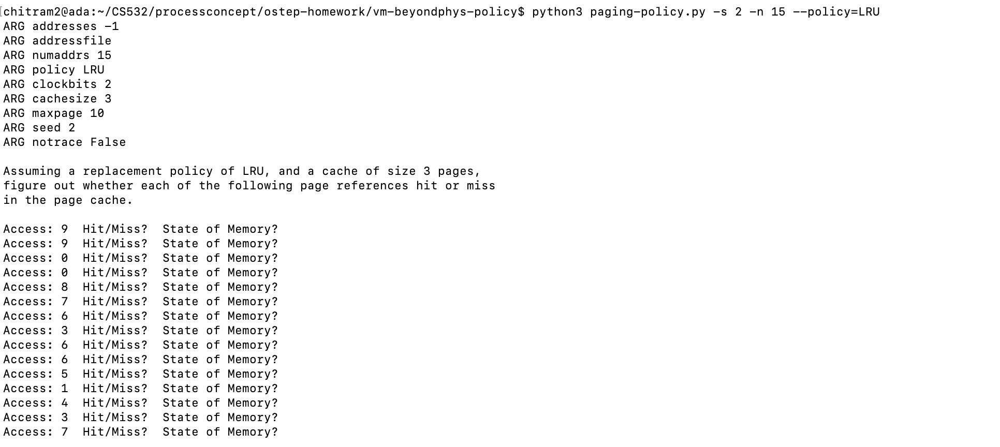 chitram2@ada:~/CS532/processconcept/ostep-homework/vm-beyondphys-policy$ python3 paging-policy.py -s 2 -n 15 --policy=LRU
ARG addresses -1
ARG addressfile
ARG numaddrs 15
ARG policy LRU
ARG clockbits 2
ARG cachesize 3
ARG maxpage 10
ARG seed 2
ARG notrace False

Assuming a replacement policy of LRU, and a cache of size 3 pages,
figure out whether each of the following page references hit or miss
in the page cache.

Access: 9  Hit/Miss?  State of Memory?
Access: 9  Hit/Miss?  State of Memory?
Access: 0  Hit/Miss?  State of Memory?
Access: 0  Hit/Miss?  State of Memory?
Access: 8  Hit/Miss?  State of Memory?
Access: 7  Hit/Miss?  State of Memory?
Access: 6  Hit/Miss?  State of Memory?
Access: 3  Hit/Miss?  State of Memory?
Access: 6  Hit/Miss?  State of Memory?
Access: 6  Hit/Miss?  State of Memory?
Access: 5  Hit/Miss?  State of Memory?
Access: 1  Hit/Miss?  State of Memory?
Access: 4  Hit/Miss?  State of Memory?
Access: 3  Hit/Miss?  State of Memory?
Access: 7  Hit/Miss?  State of Memory?